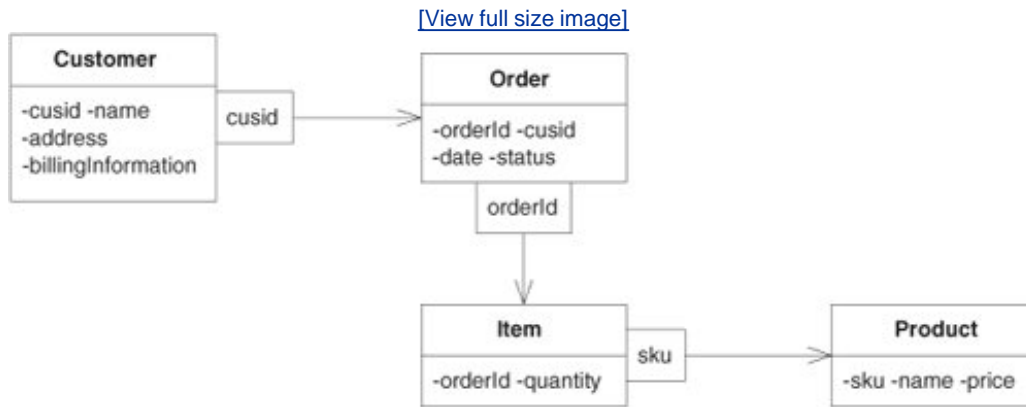 [View full size image]
Customer
-cusid -name
-address
-billingInformation
cusid
Order
-orderId -cusid
-date -status
orderId
Item
-orderId -quantity
sku
Product
-sku -name -price